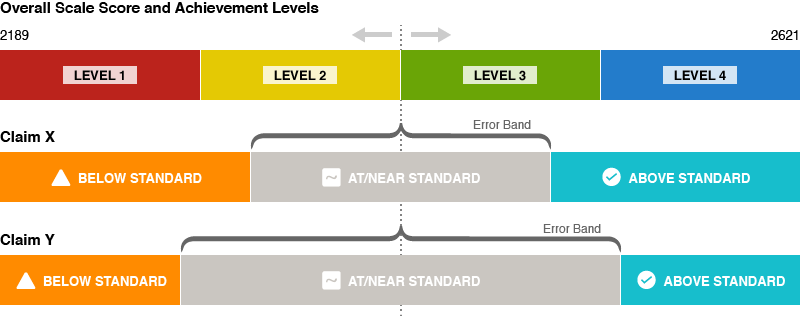 Overall Scale Score and Achievement Levels
2189 2621
LEVEL 1 LEVEL 2 LEVEL 3 LEVEL 4
Error Band
Claim X
BELOW STANDARD ~ AT/NEAR STANDARD ABOVE STANDARD
Error Band
Claim Y
BELOW STANDARD ~ AT/NEAR STANDARD ABOVE STANDARD